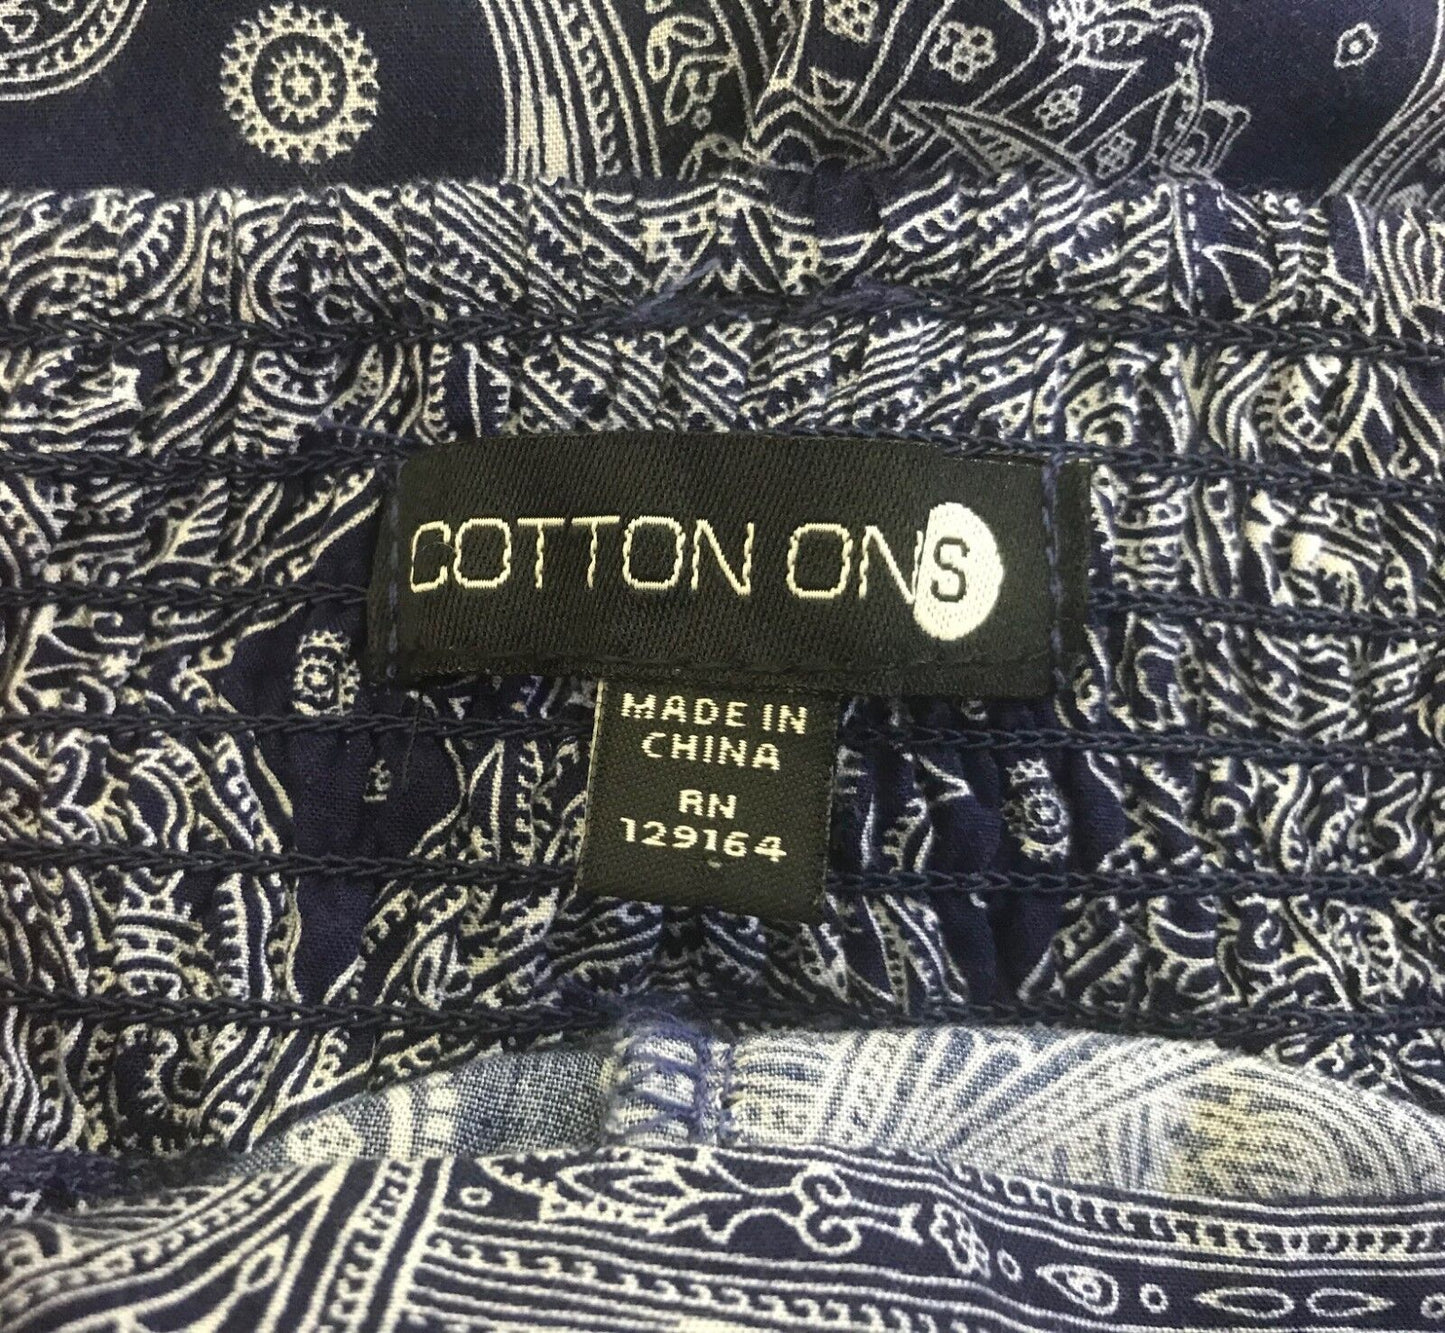 COTTON ON S
MADE IN
CHINA
RN
129164